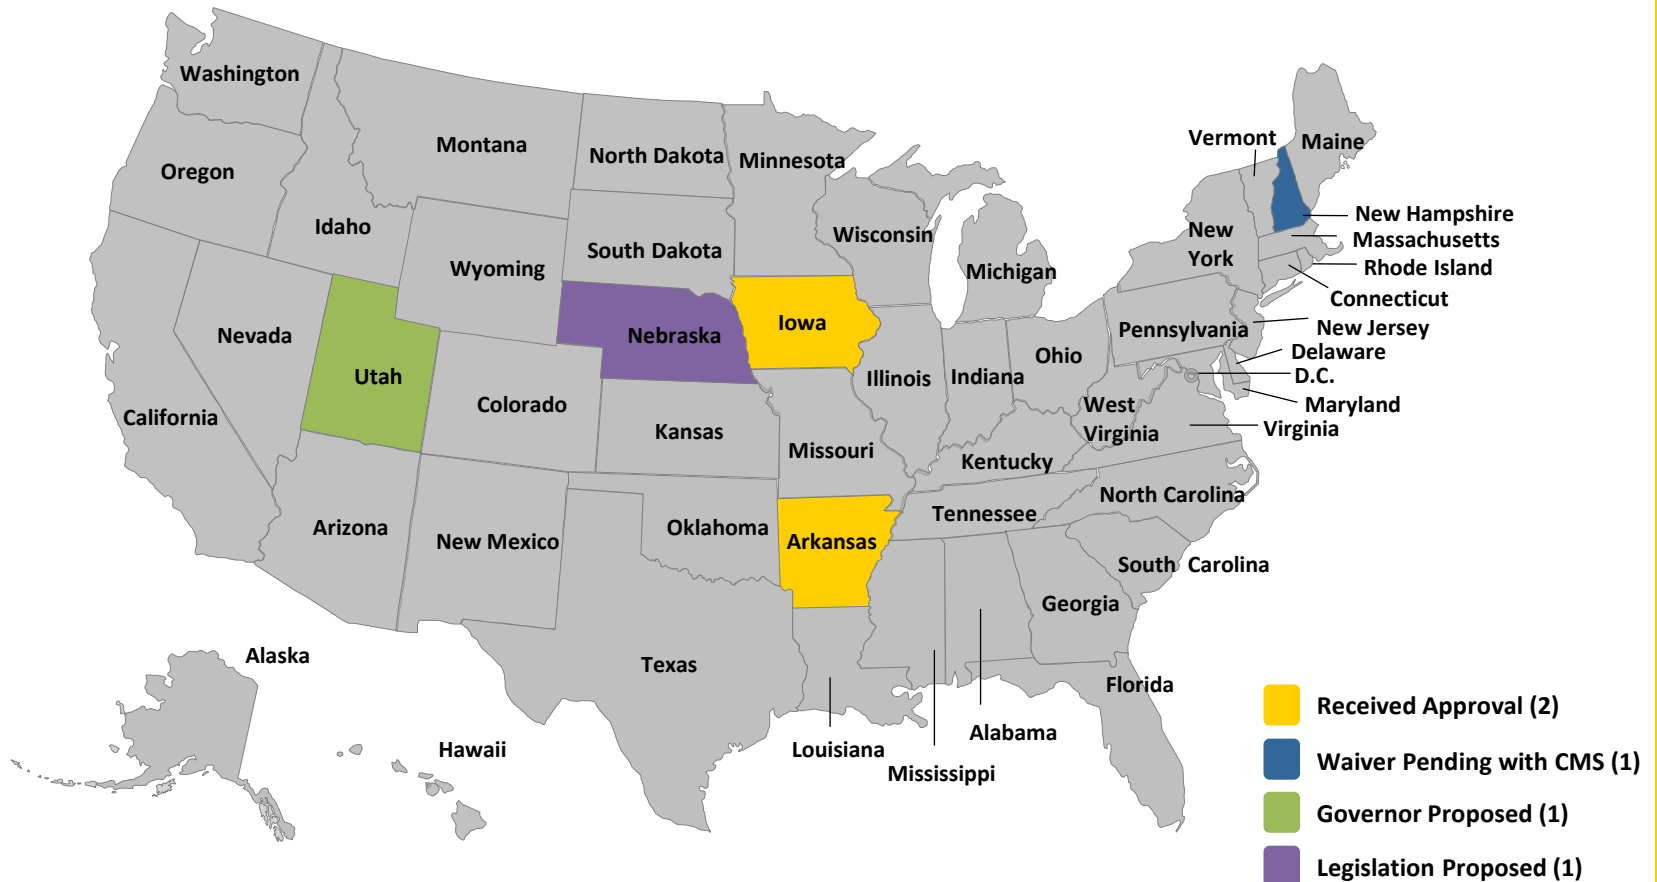 Washington
Vermont
Maine
Montana
North Dakota
Minnesota
Oregon
New Hampshire
Idaho
Wisconsin
New
York
Massachusetts
South Dakota
Wyoming
Michigan
Rhode Island
Connecticut
Nevada
Nebraska
Iowa
Pennsylvania
New Jersey
Ohio
Delaware
Utah
Illinois
Indiana
D.C.
California
Colorado
West
Virginia
Maryland
Kansas
Virginia
Missouri
Kentucky
North Carolina
Arizona
New Mexico
Oklahoma
Arkansas
Tennessee
South Carolina
Georgia
Alaska
Texas
Florida
Hawaii
Louisiana
Mississippi
Alabama
Received Approval (2)
Waiver Pending with CMS (1)
Governor Proposed (1)
Legislation Proposed (1)